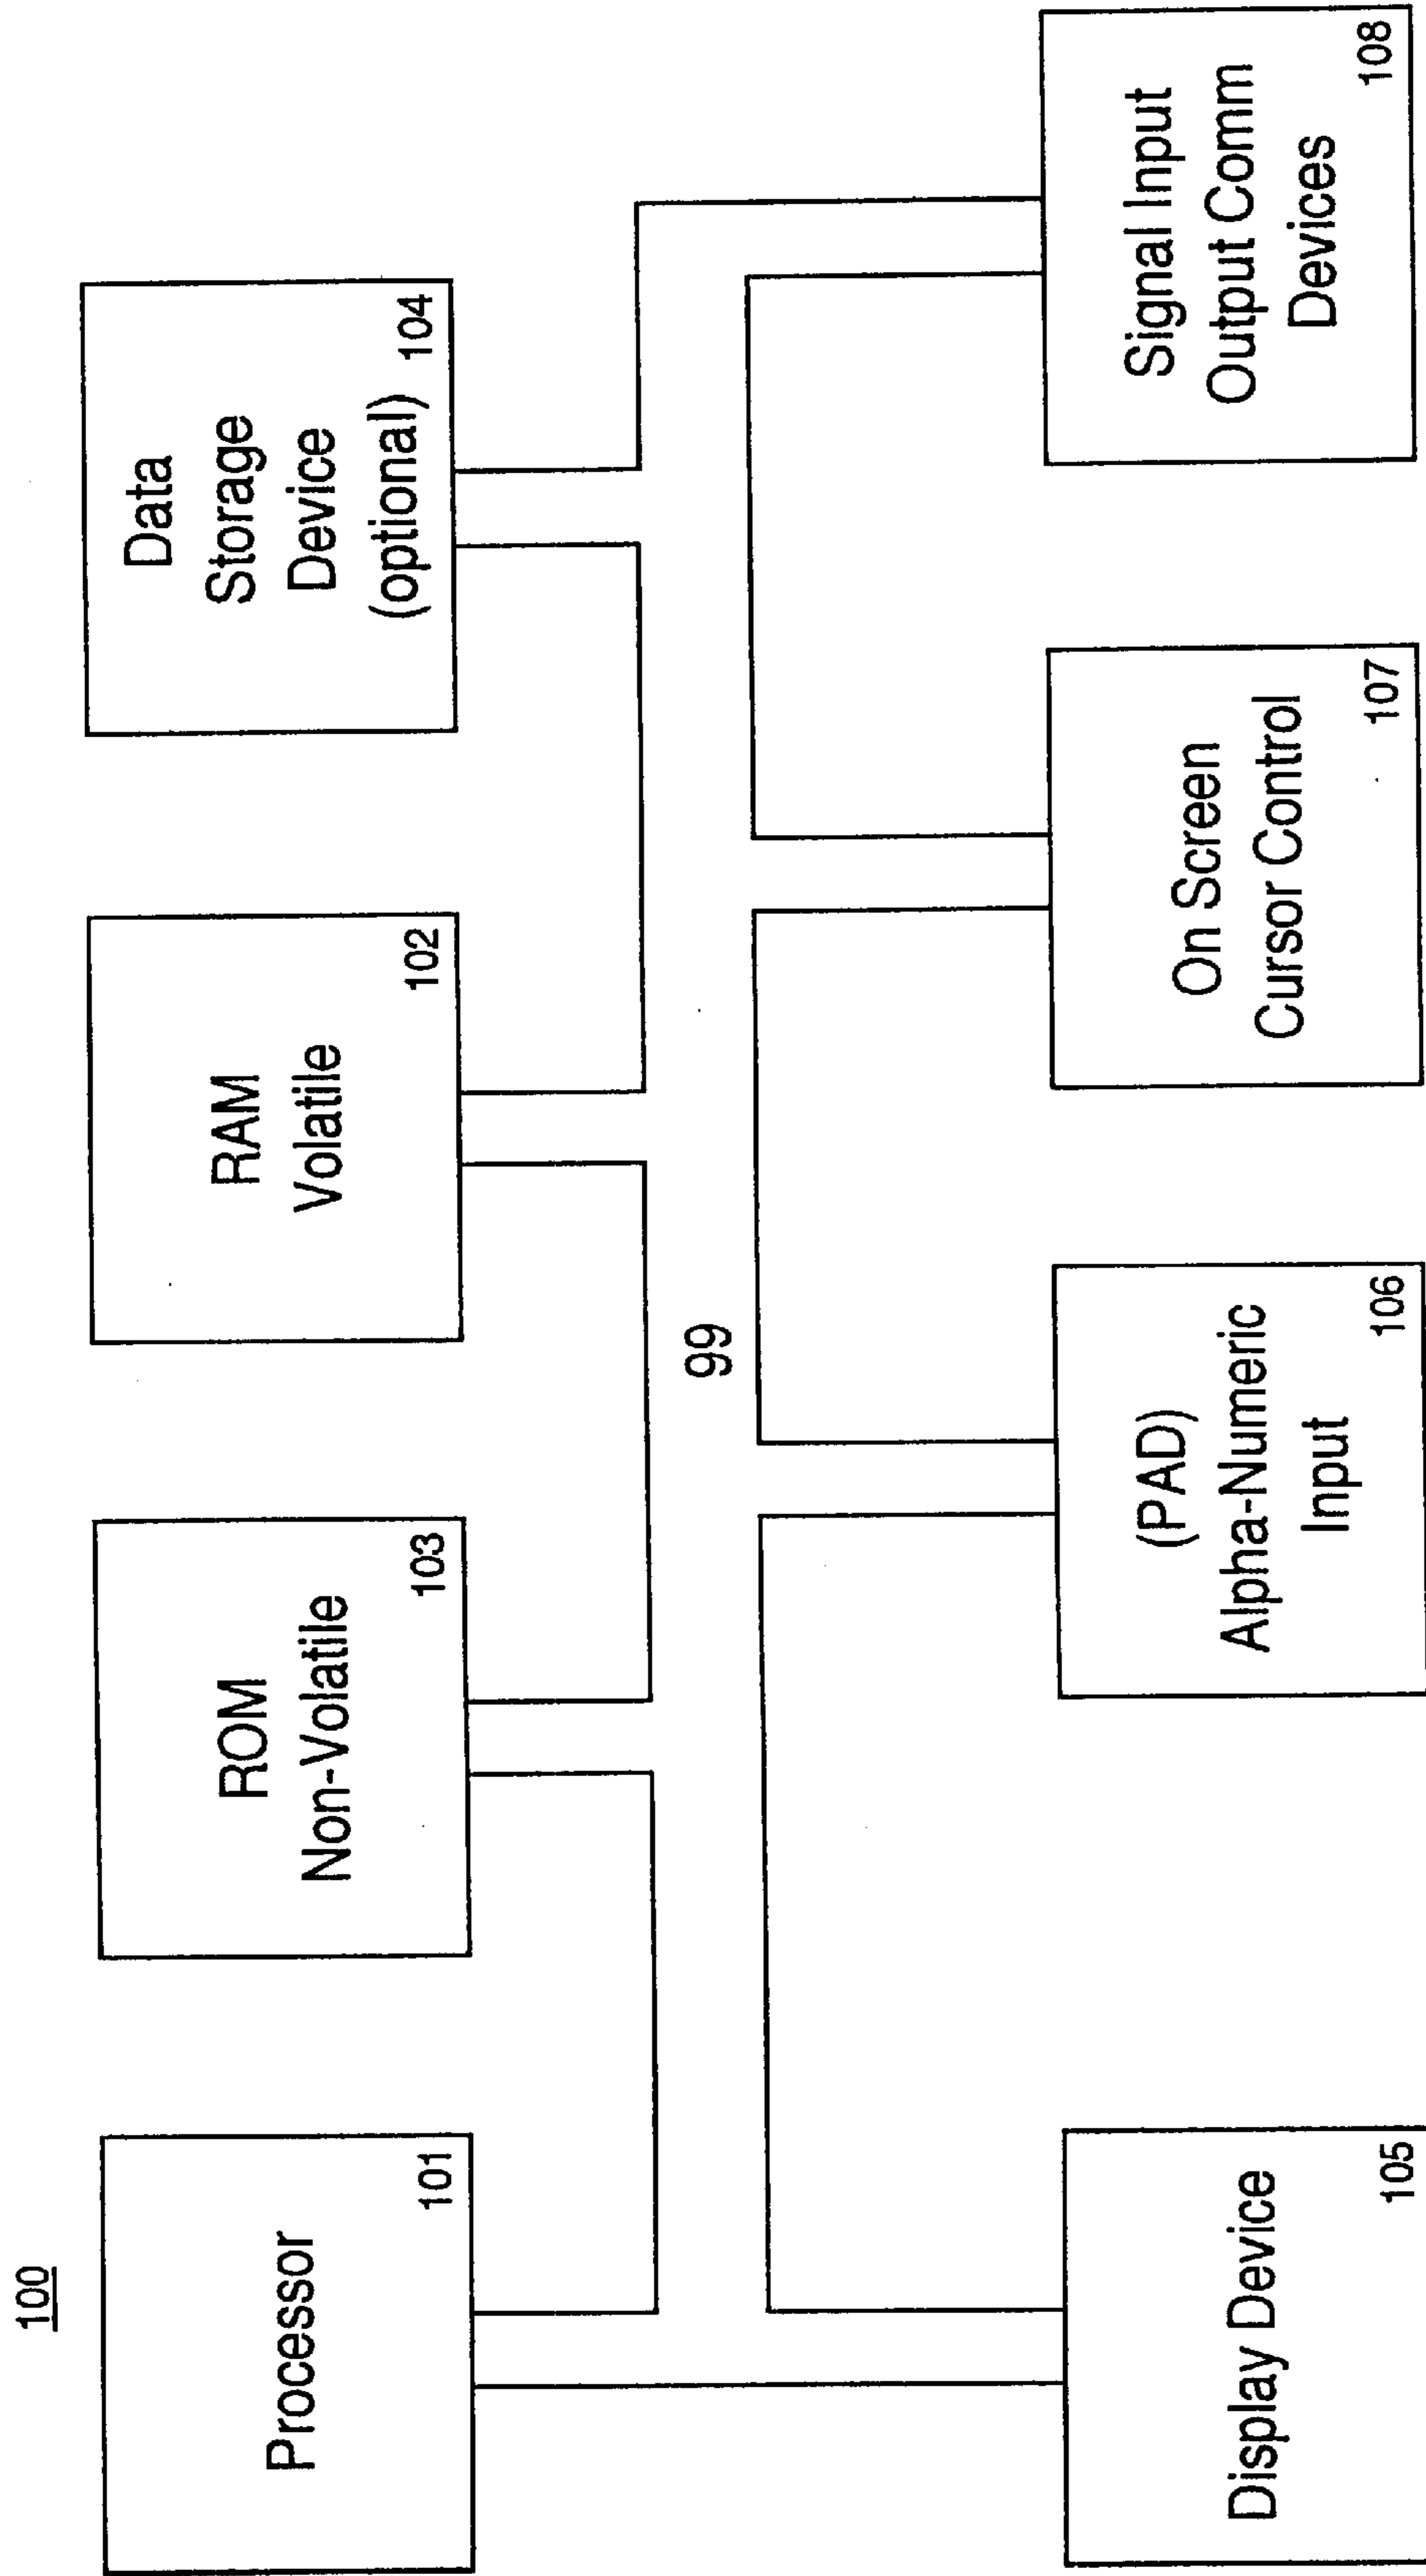 100
Processor
101
ROM
Non-Volatile
103
RAM
Volatile
102
Data
Storage
Device
(optional)
104
99
Display Device
105
(PAD)
Alpha-Numeric
Input
106
On Screen
Cursor Control
107
Signal Input
Output Comm
Devices
108